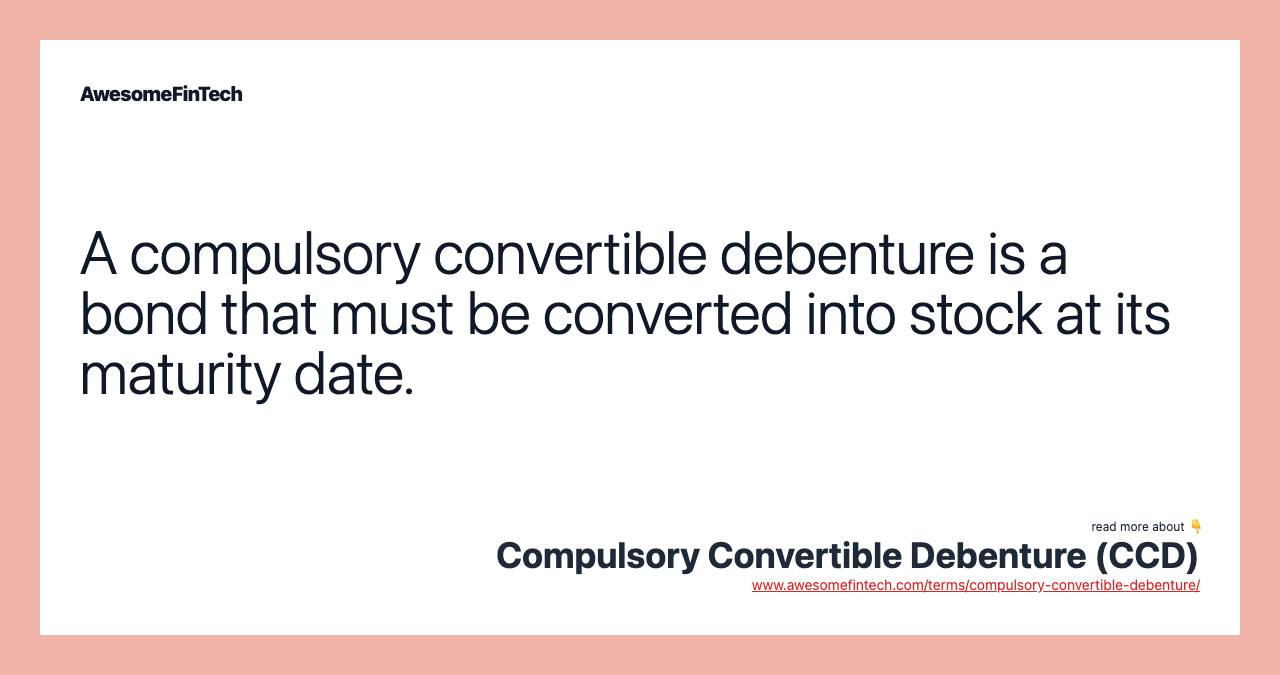 AwesomeFinTech
A compulsory convertible debenture is a
bond that must be converted into stock at its
maturity date.
read more about 👇
Compulsory Convertible Debenture (CCD)
www.awesomefintech.com/terms/compulsory-convertible-debenture/